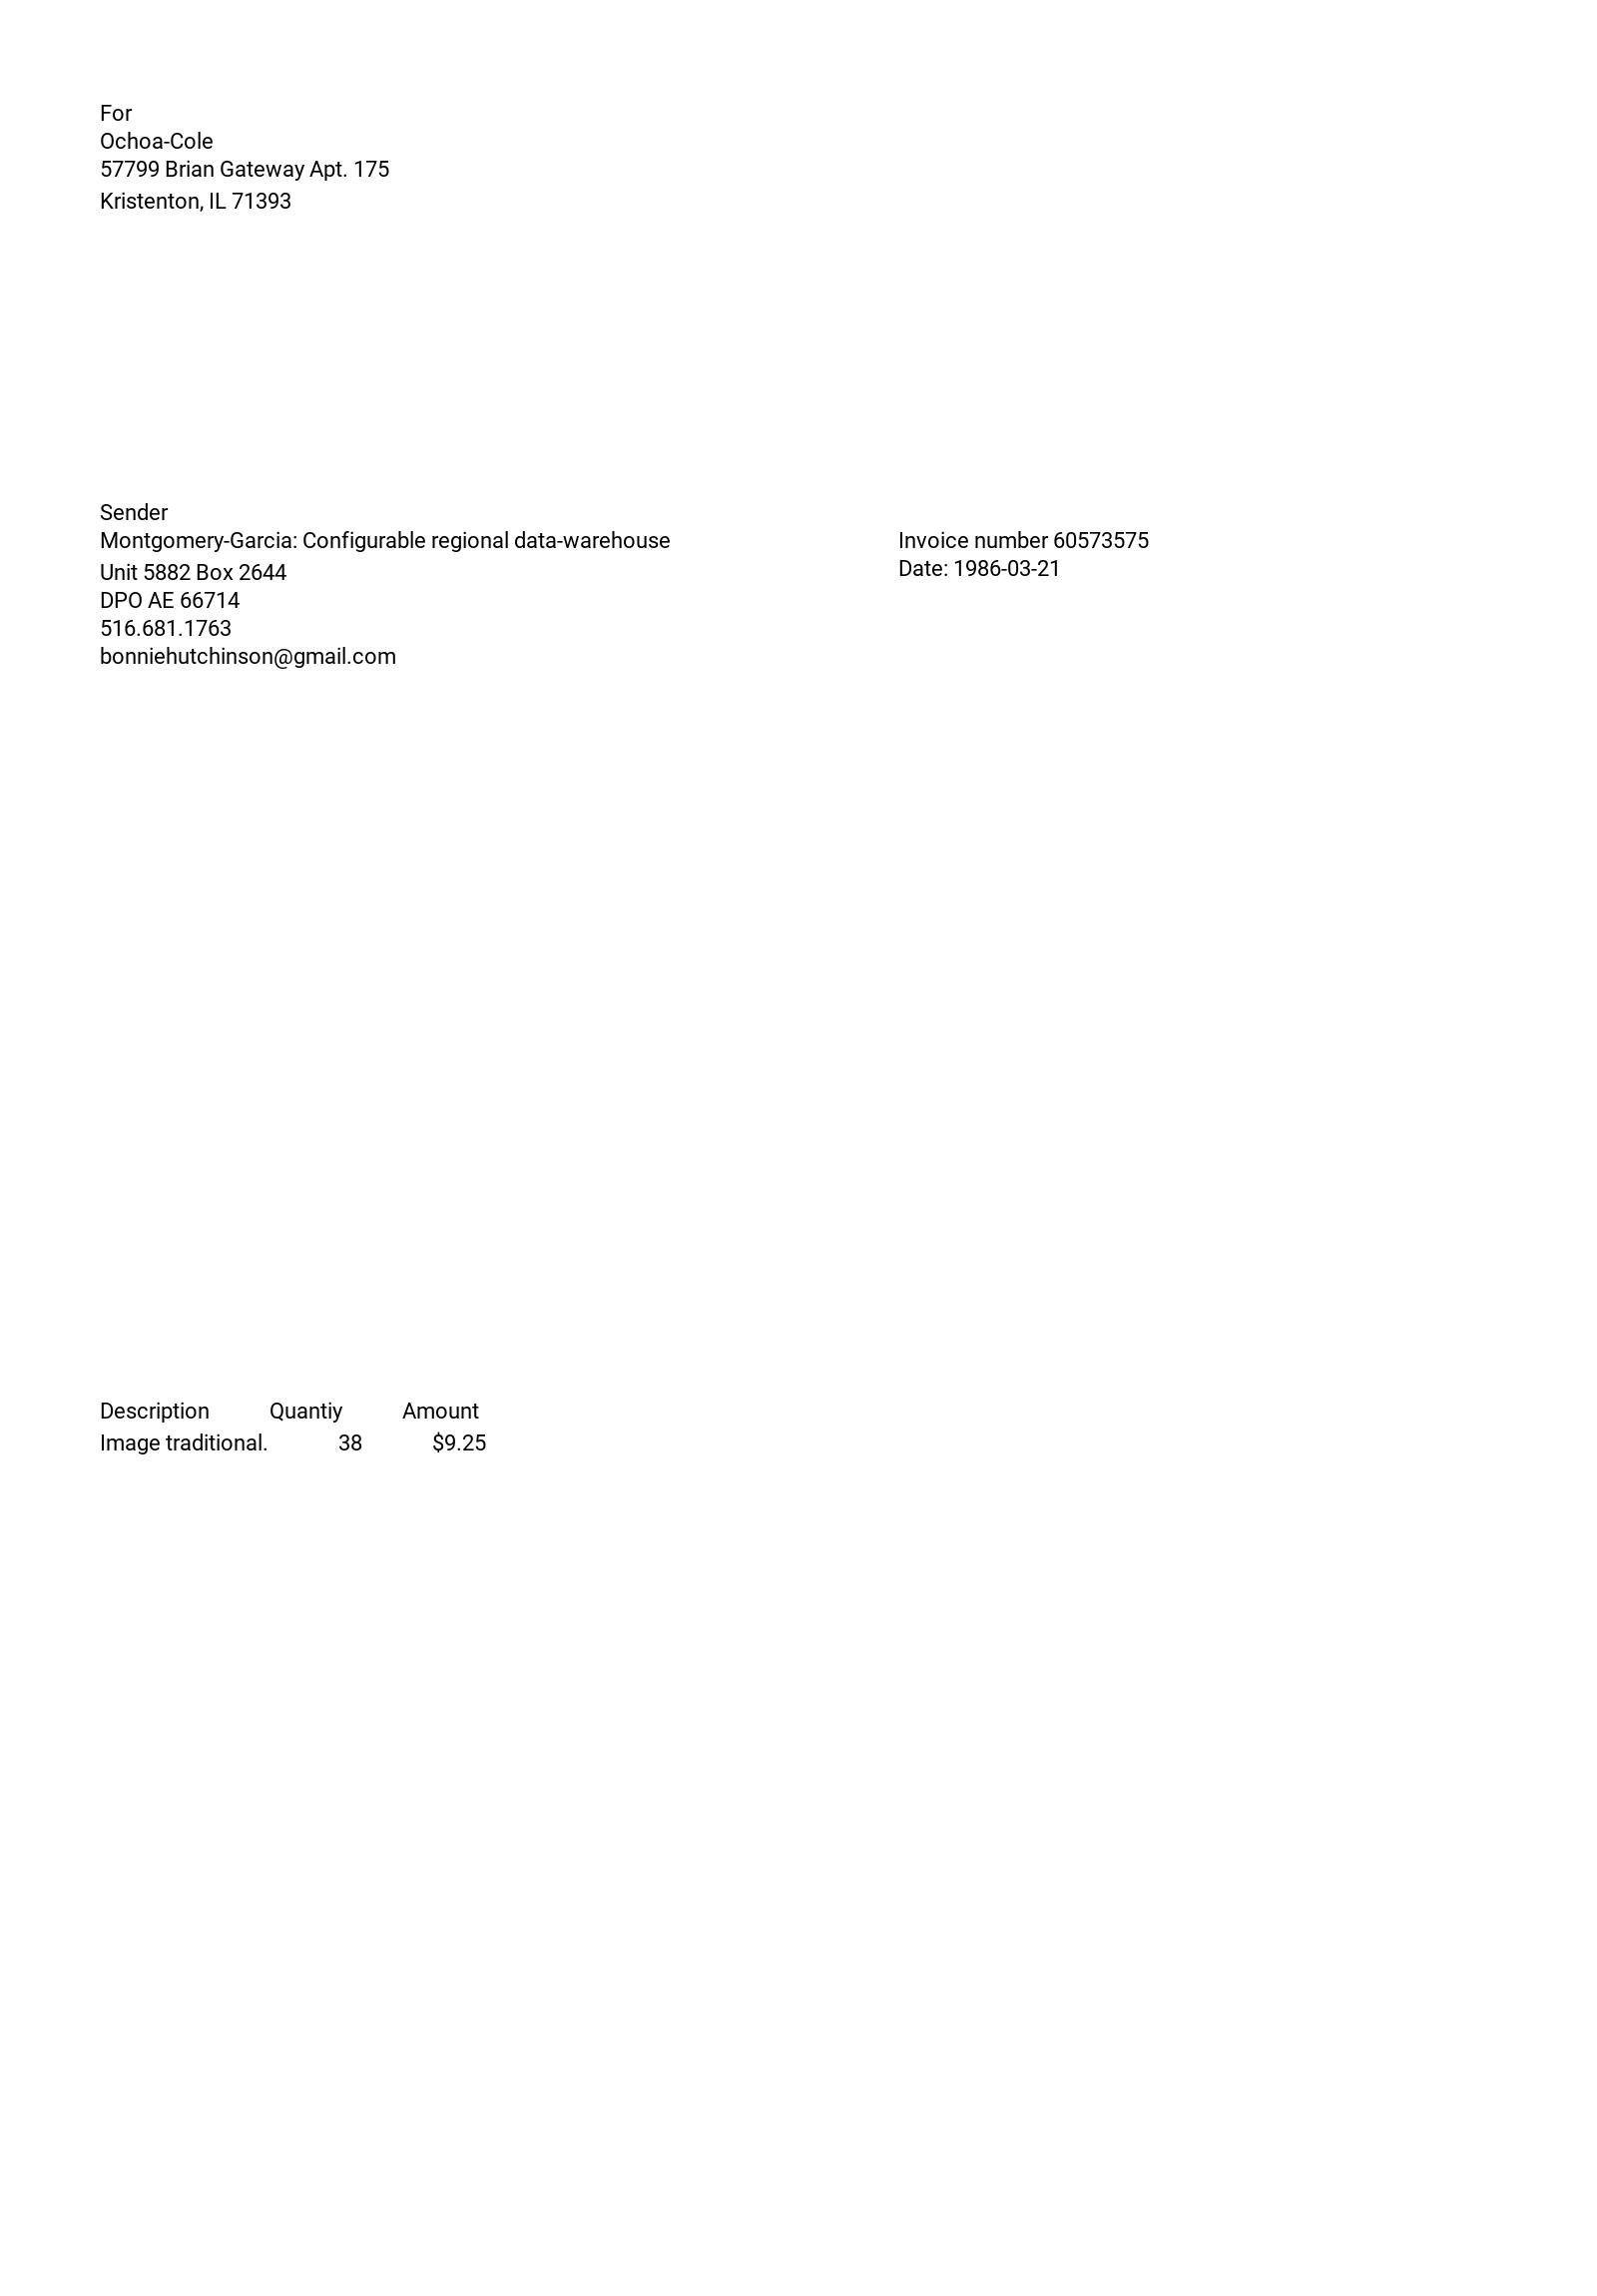 For
Ochoa-Cole
57799 Brian Gateway Apt. 175
Kristenton, IL 71393
Sender
Montgomery-Garcia: Configurable regional data-warehouse
Unit 5882 Box 2644
DPO AE 66714
516.681.1763
bonniehutchinson@gmail.com
Invoice number 60573575
Date: 1986-03-21
Description Quantiy Amount
Image traditional. 38 $9.25